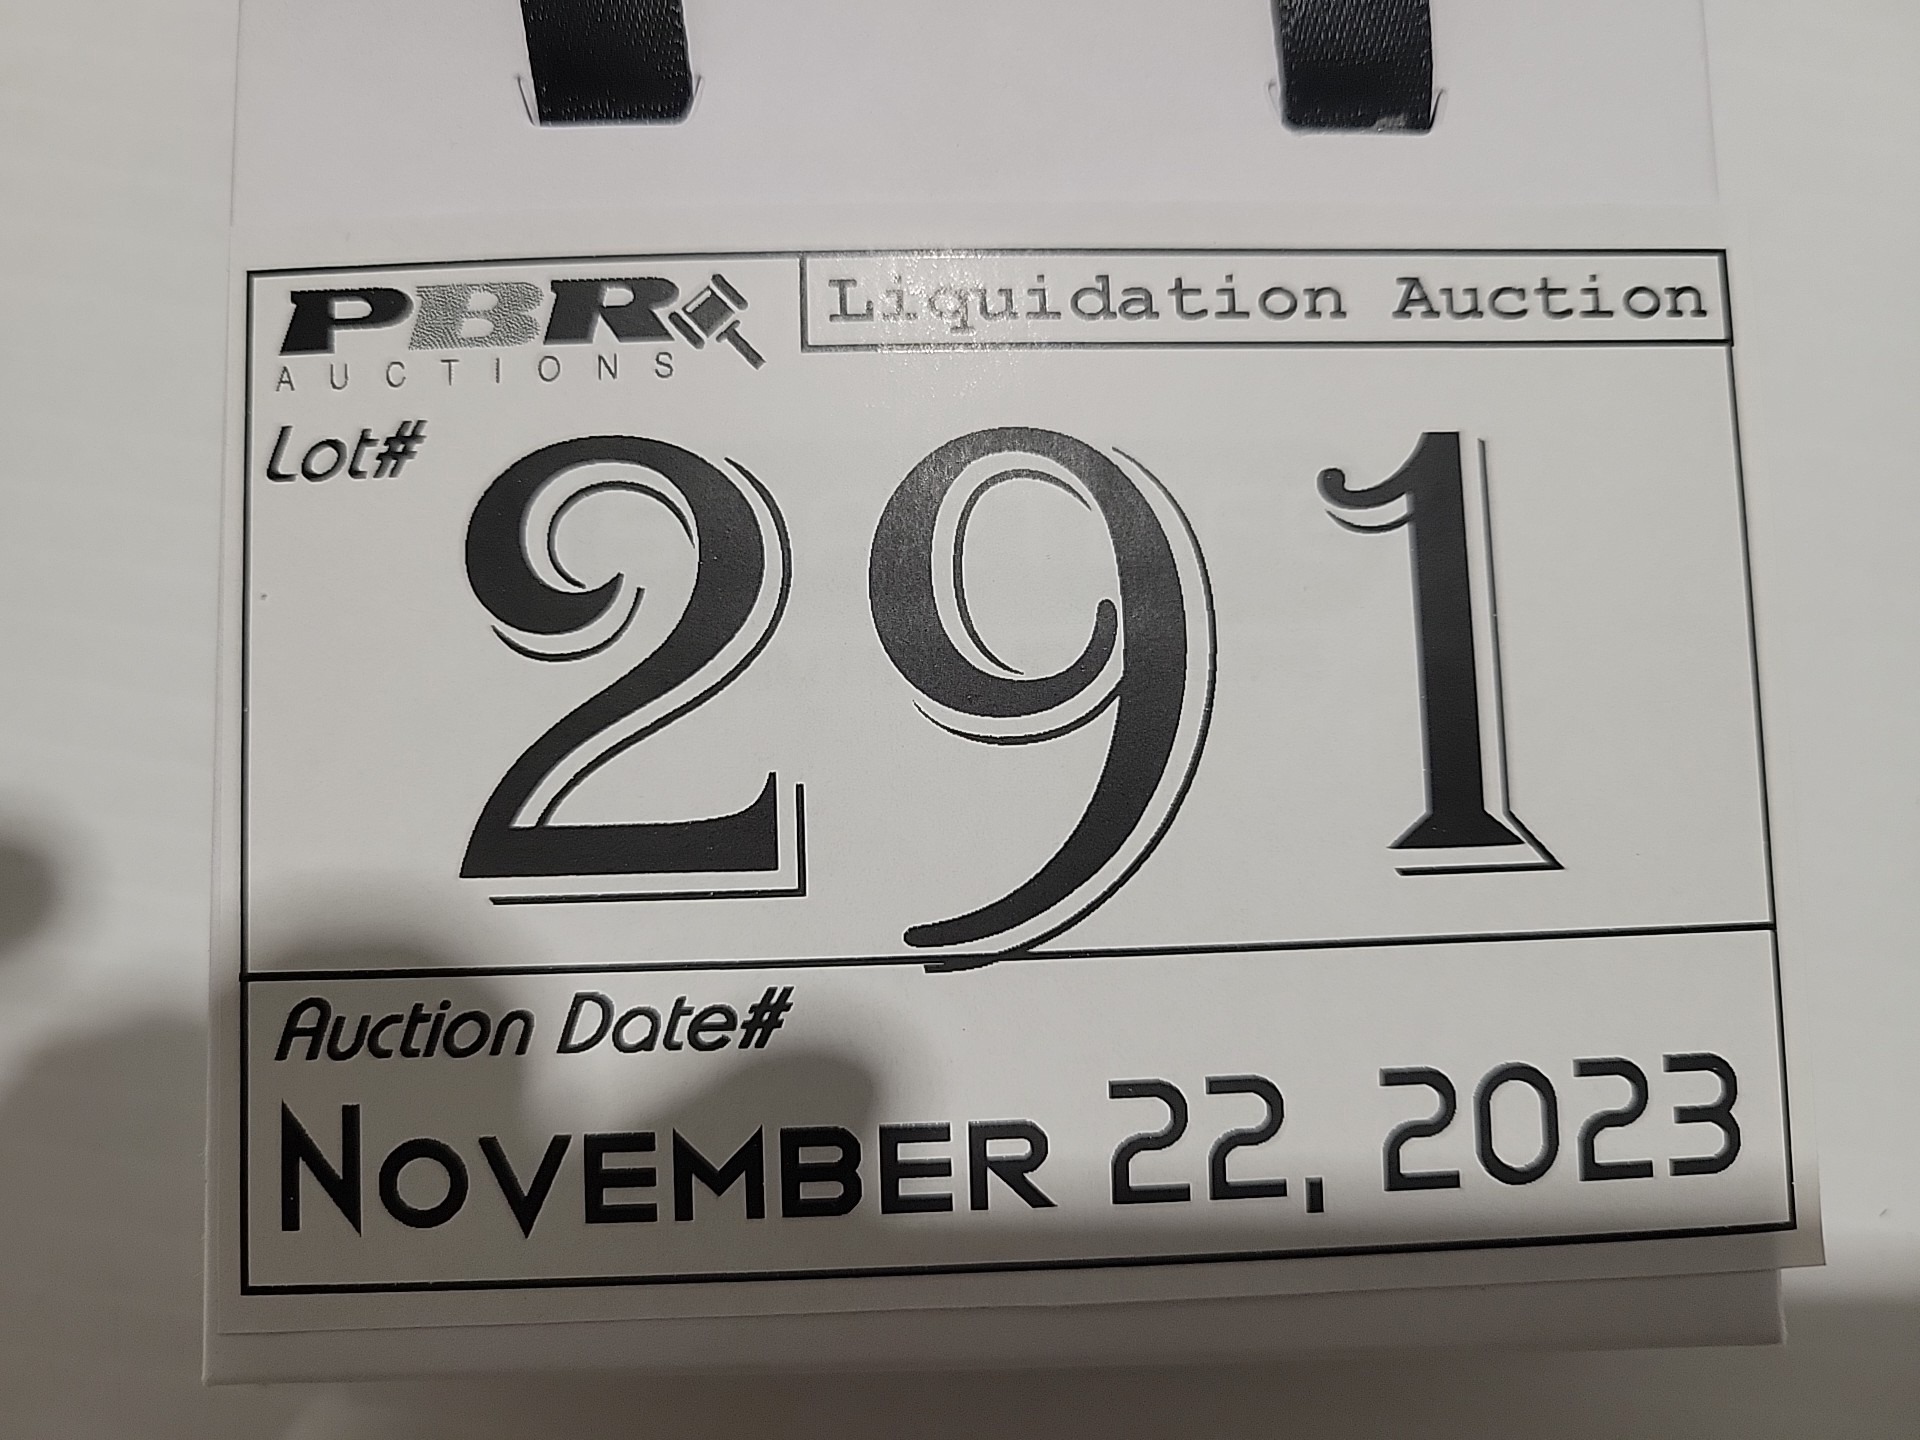 PBR
AUCTIONS
Liquidation Auction
Lot#
291
Auction Date#
NOVEMBER 22, 2023